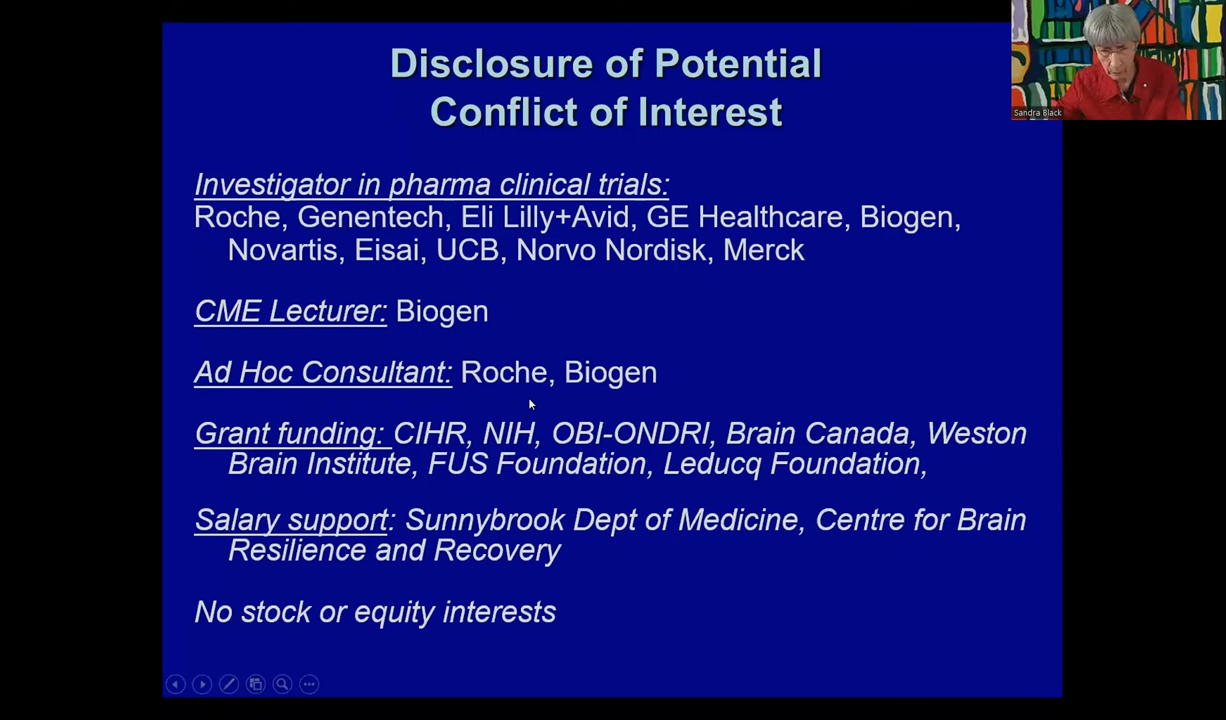 Disclosure of Potential
Conflict of Interest
Sandra Black
Investigator in pharma clinical trials:
Roche, Genentech, Eli Lilly+Avid, GE Healthcare, Biogen,
Novartis, Eisai, UCB, Norvo Nordisk, Merck
CME Lecturer: Biogen
Ad Hoc Consultant: Roche, Biogen
Grant funding: CIHR, NIH, OBI-ONDRI, Brain Canada, Weston
Brain Institute, FUS Foundation, Leducq Foundation,
Salary support: Sunnybrook Dept of Medicine, Centre for Brain
Resilience and Recovery
No stock or equity interests